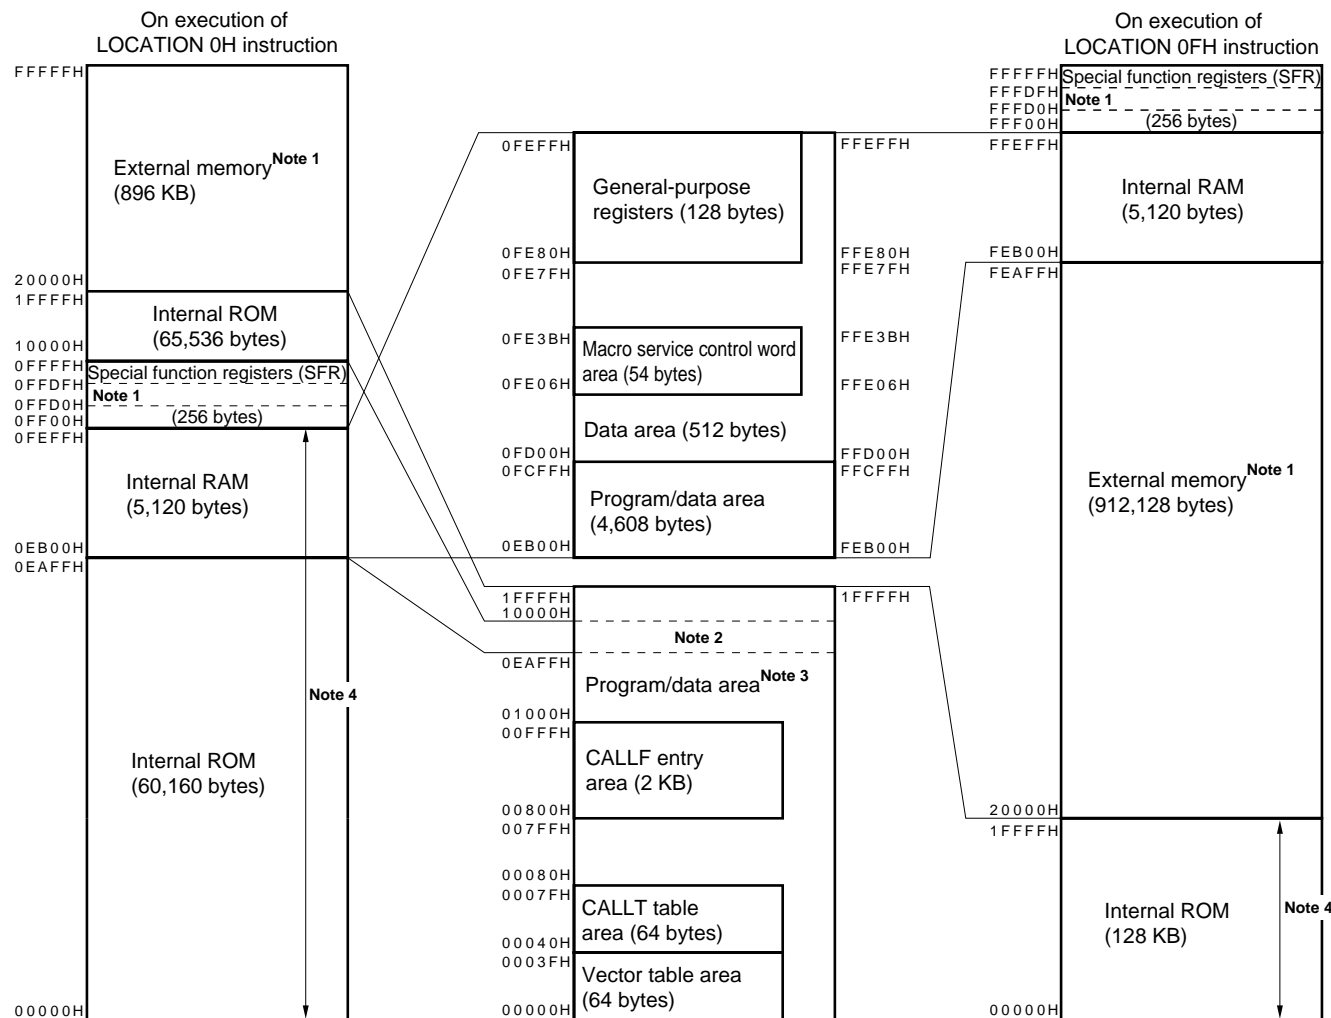 On execution of
LOCATION 0H instruction
FFFFFH
External memory Note 1
(896 KB)
20000H
1FFFFH
Internal ROM
(65,536 bytes)
10000H
0FFFFH
Special function registers (SFR)
0FFDFH
Note 1
0FFD0H
0FF00H
(256 bytes)
0FEFFH
Internal RAM
(5,120 bytes)
0EB00H
0EAFFH
Note 4
Internal ROM
(60,160 bytes)
00000H
0FEFFH
FFEFFH
General-purpose
registers (128 bytes)
0FE80H
FFE80H
0FE7FH
FFE7FH
0FE3BH
FFE3BH
Macro service control word
area (54 bytes)
0FE06H
FFE06H
Data area (512 bytes)
0FD00H
FFD00H
0FCFFH
FFCFFH
Program/data area
(4,608 bytes)
0EB00H
FEB00H
1FFFFH
1FFFFH
10000H
Note 2
0EAFFH
Program/data area Note 3
01000H
00FFFH
CALLF entry
area (2 KB)
00800H
007FFH
00080H
0007FH
CALLT table
area (64 bytes)
00040H
0003FH
Vector table area
(64 bytes)
00000H
On execution of
LOCATION 0FH instruction
FFFFFH
Special function registers (SFR)
FFFDFH
Note 1
FFFD0H
FFF00H
(256 bytes)
FFEFFH
Internal RAM
(5,120 bytes)
FEB00H
FEAFFH
External memory Note 1
(912,128 bytes)
20000H
1FFFFH
Note 4
Internal ROM
(128 KB)
00000H